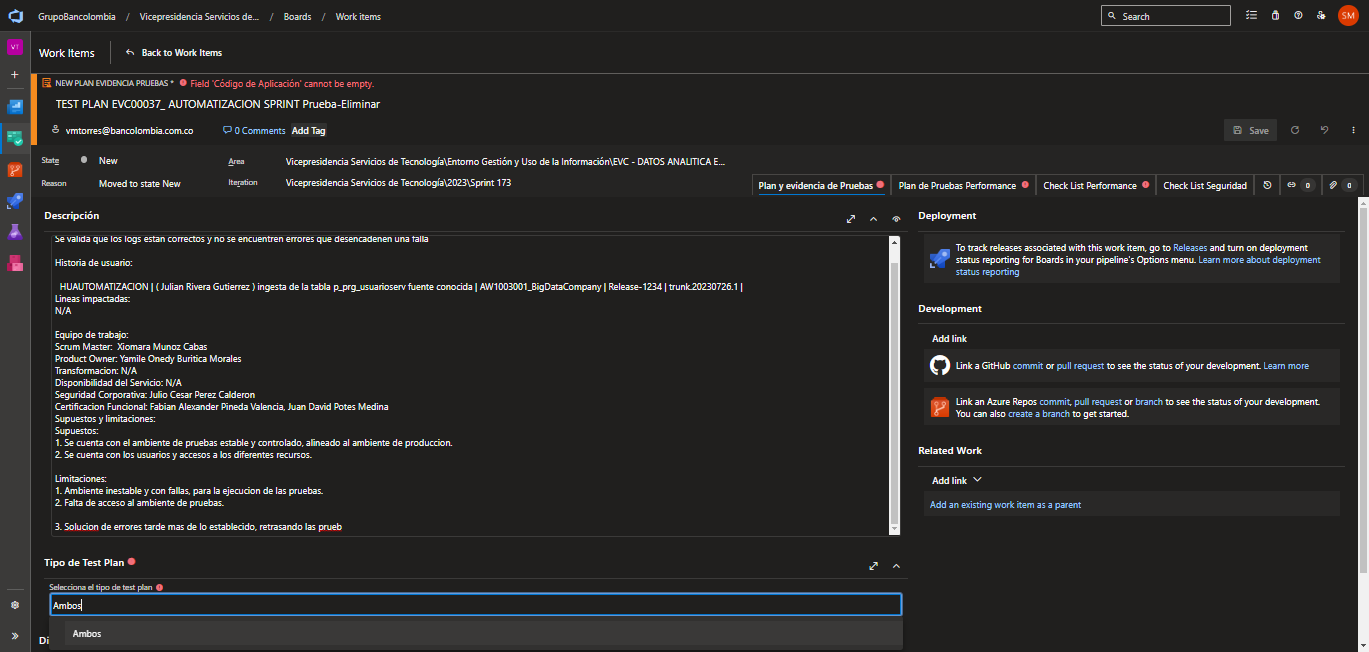 GrupoBancolombia / Vicepresidencia Servicios de... / Boards / Work items
Search
SM
VT
Work Items
Back to Work Items
NEW PLAN EVIDENCIA PRUEBAS * Field 'Código de Aplicación' cannot be empty.
TEST PLAN EVC00037_ AUTOMATIZACION SPRINT Prueba-Eliminar
vmtorres@bancolombia.com.co
0 Comments
Add Tag
Save
State
New
Area
Vicepresidencia Servicios de Tecnología\Entorno Gestión y Uso de la Información\EVC - DATOS ANALITICA E...
Reason
Moved to state New
Iteration
Vicepresidencia Servicios de Tecnología\2023\Sprint 173
Plan y evidencia de Pruebas
Plan de Pruebas Performance
Check List Performance
Check List Seguridad
0
0
Descripción
Se valida que los logs estan correctos y no se encuentren errores que desencadenen una falla
Historia de usuario:
HUAUTOMATIZACION | ( Julian Rivera Gutierrez ) ingesta de la tabla p_prg_usuarioserv fuente conocida | AW1003001_BigDataCompany | Release-1234 | trunk.20230726.1 |
Lineas impactadas:
N/A
Equipo de trabajo:
Scrum Master: Xiomara Munoz Cabas
Product Owner: Yamile Onedy Buritica Morales
Transformacion: N/A
Disponibilidad del Servicio: N/A
Seguridad Corporativa: Julio Cesar Perez Calderon
Certificacion Funcional: Fabian Alexander Pineda Valencia, Juan David Potes Medina
Supuestos y limitaciones:
Supuestos:
1. Se cuenta con el ambiente de pruebas estable y controlado, alineado al ambiente de produccion.
2. Se cuenta con los usuarios y accesos a los diferentes recursos.
Limitaciones:
1. Ambiente inestable y con fallas, para la ejecucion de las pruebas.
2. Falta de acceso al ambiente de pruebas.
3. Solucion de errores tarde mas de lo establecido, retrasando las prueb
Tipo de Test Plan
Selecciona el tipo de test plan
Ambos
Ambos
Di
Deployment
To track releases associated with this work item, go to Releases and turn on deployment
status reporting for Boards in your pipeline's Options menu. Learn more about deployment
status reporting
Development
Add link
Link a GitHub commit or pull request to see the status of your development. Learn more
Link an Azure Repos commit, pull request or branch to see the status of your development.
You can also create a branch to get started.
Related Work
Add link
Add an existing work item as a parent